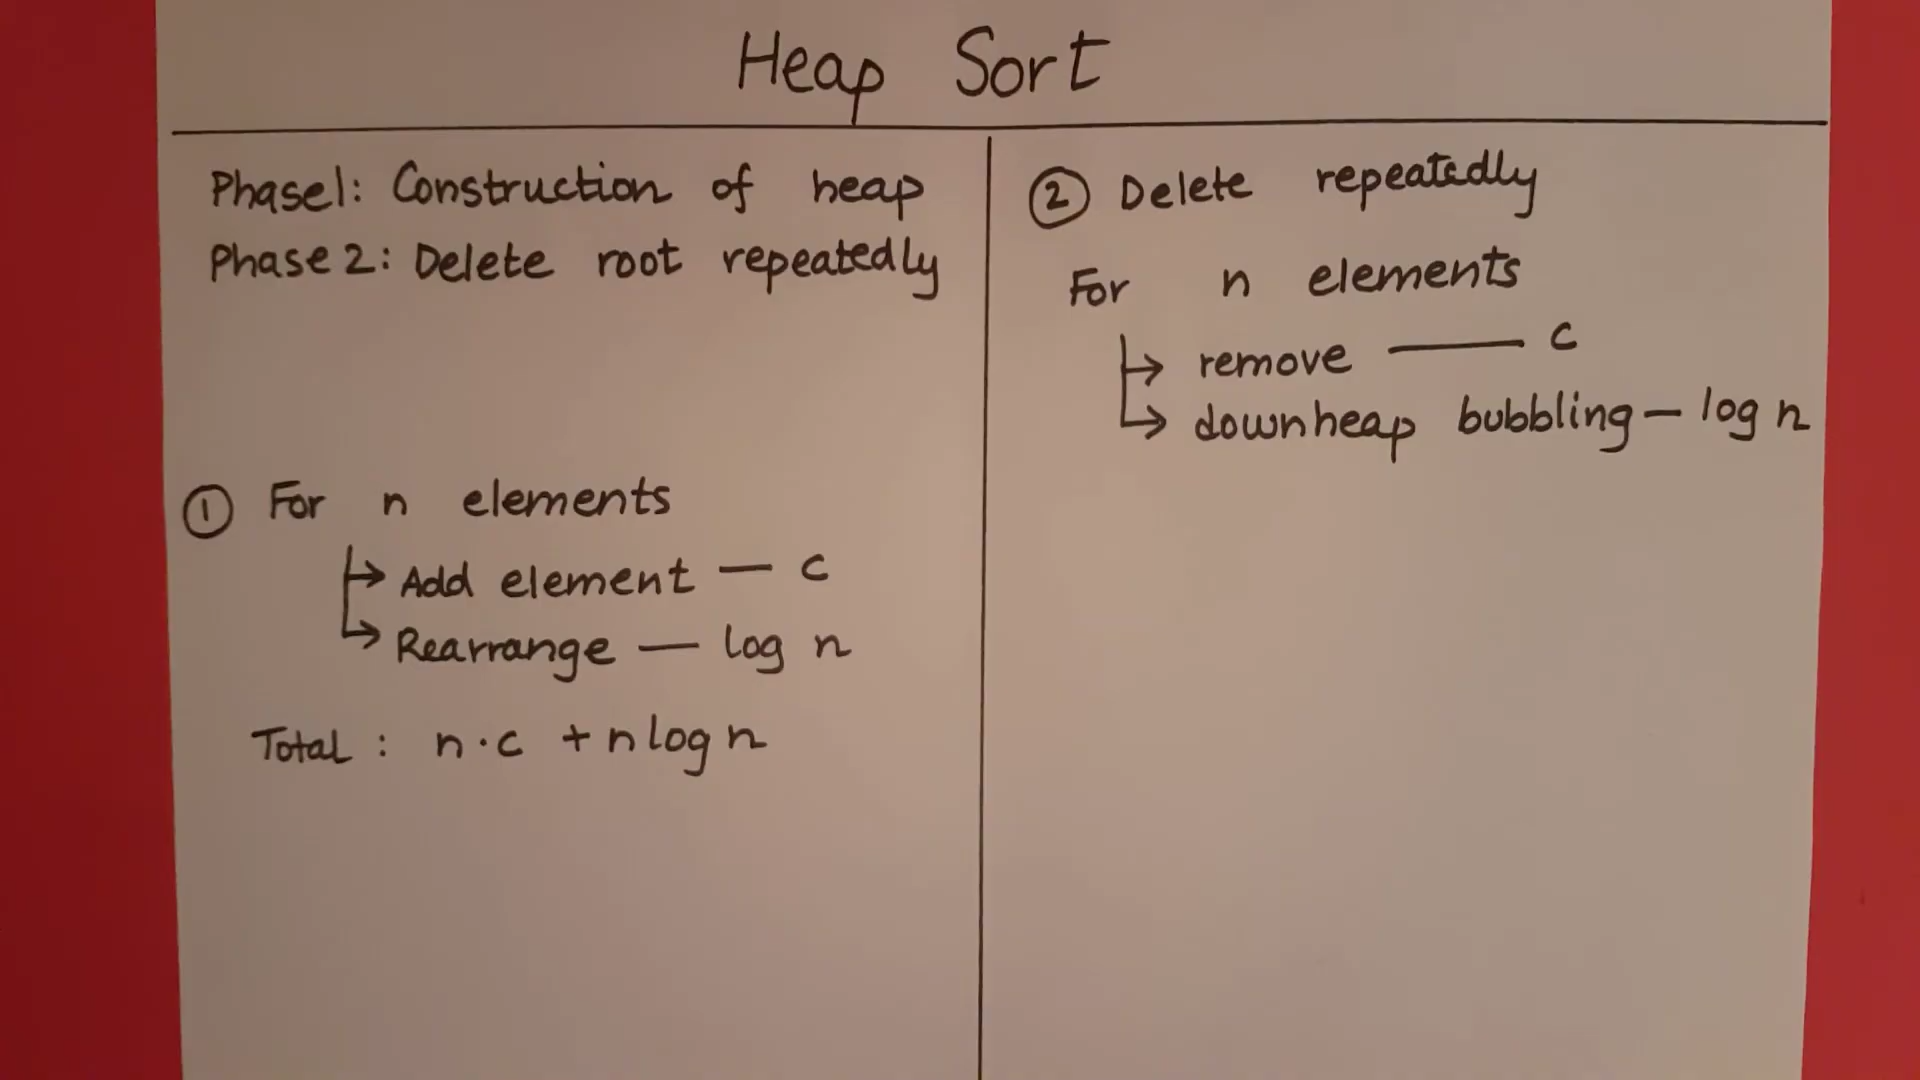 Heap Sort
Phase1: Construction of heap
Phase 2: Delete root repeatedly
① For n elements
↳ Add element — c
↳ Rearrange — log n
Total : n·c + n log n
② Delete repeatedly
For n elements
↳ remove — c
↳ downheap bubbling — log n